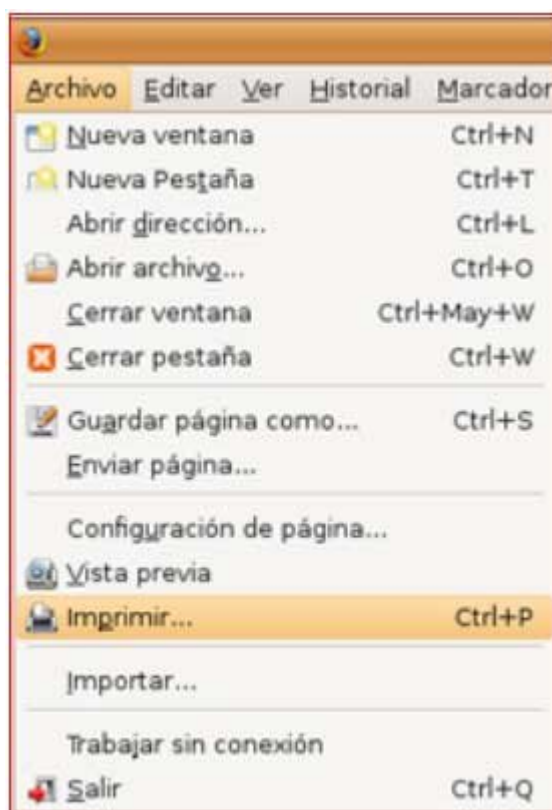 Archivo Editar Ver Historial Marcador
Nueva ventana Ctrl+N
Nueva Pestaña Ctrl+T
Abrir dirección... Ctrl+L
Abrir archivo... Ctrl+O
Cerrar ventana Ctrl+May+W
Cerrar pestaña Ctrl+W
Guardar página como... Ctrl+S
Enviar página...
Configuración de página...
Vista previa
Imprimir... Ctrl+P
Importar...
Trabajar sin conexión
Salir Ctrl+Q